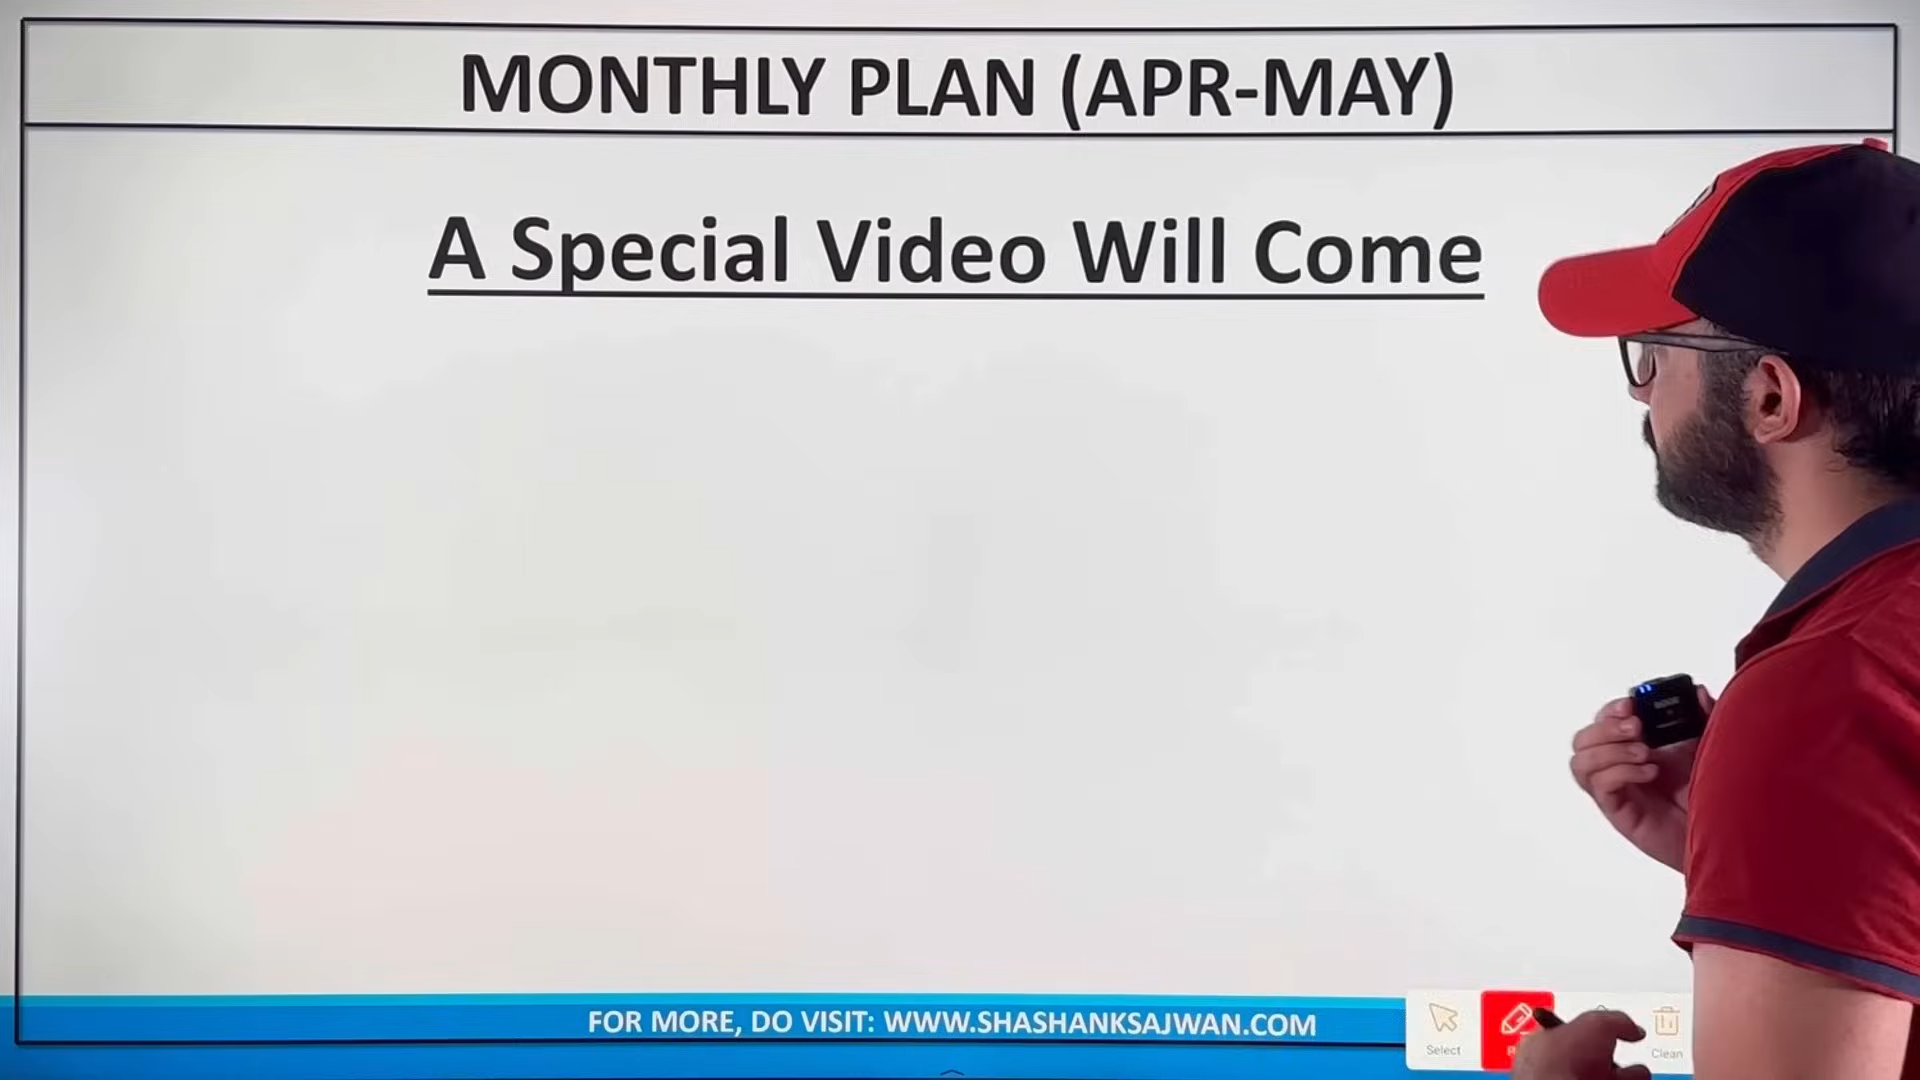 MONTHLY PLAN (APR-MAY)
A Special Video Will Come
FOR MORE, DO VISIT: WWW.SHASHANKSAJWAN.COM
Select
Clean